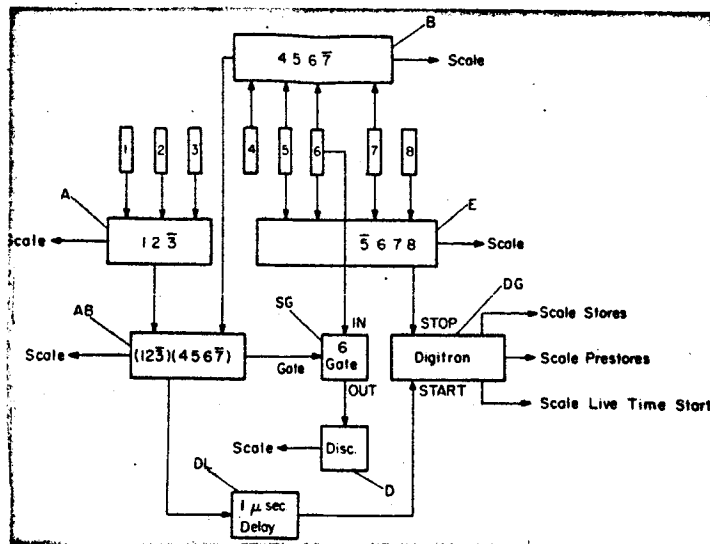 B
4 5 6 7̅
Scale
1
2
3
4
5
6
7
8
A
E
1 2 3̅
5̅ 6 7 8
Scale
Scale
DG
AB
SG
IN
STOP
Scale Stores
(1 2 3̅)(4 5 6 7̅)
6
Gate
Digitron
Scale Prestores
Scale
Gate
OUT
START
Scale Live Time Start
Scale
Disc.
D
DL
1 μ sec
Delay